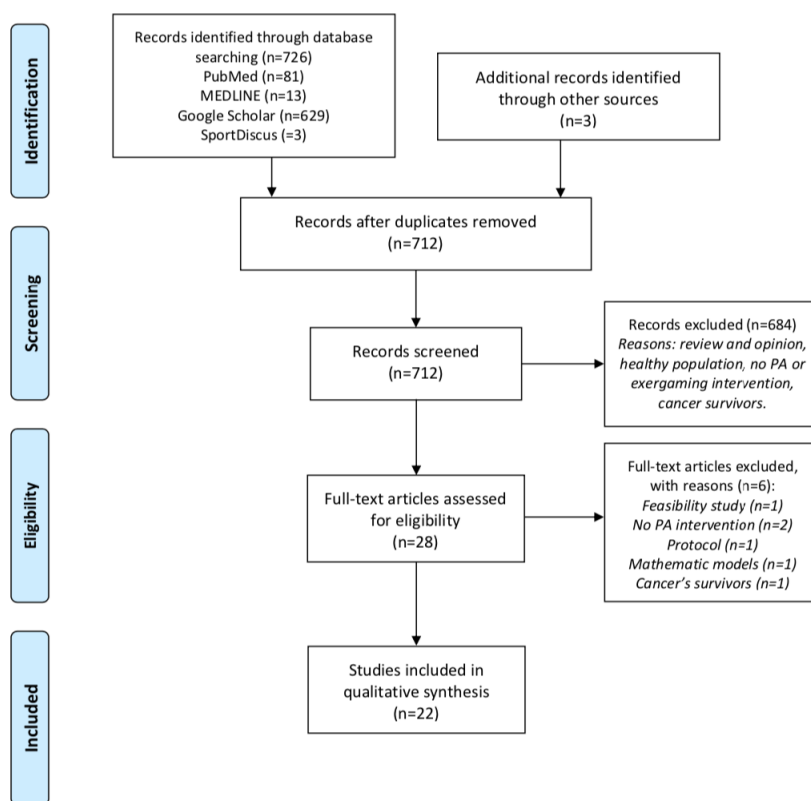 Identification
Records identified through database
searching (n=726)
PubMed (n=81)
MEDLINE (n=13)
Google Scholar (n=629)
SportDiscus (=3)
Additional records identified
through other sources
(n=3)
Records after duplicates removed
(n=712)
Screening
Records screened
(n=712)
Records excluded (n=684)
Reasons: review and opinion,
healthy population, no PA or
exergaming intervention,
cancer survivors.
Eligibility
Full-text articles assessed
for eligibility
(n=28)
Full-text articles excluded,
with reasons (n=6):
Feasibility study (n=1)
No PA intervention (n=2)
Protocol (n=1)
Mathematic models (n=1)
Cancer's survivors (n=1)
Included
Studies included in
qualitative synthesis
(n=22)